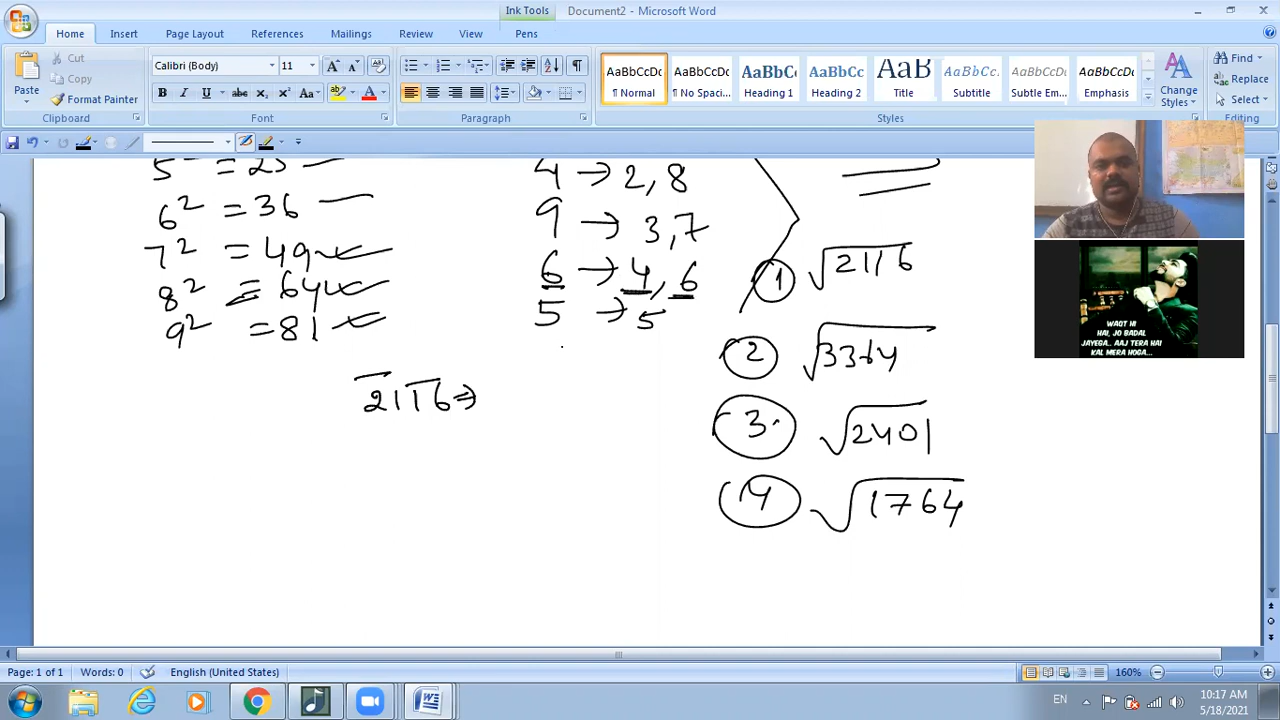 Ink Tools
Document2 - Microsoft Word
Home Insert Page Layout References Mailings Review View Pens
Paste
Cut
Copy
Format Painter
Clipboard
Calibri (Body) 11
B I U abc x₂ x² Aa
Font
Paragraph
AaBbCcDc AaBbCcDc AaBbCc AaBbCc AaB AaBbCc. AaBbCcDc AaBbCcDc
¶ Normal ¶ No Spaci... Heading 1 Heading 2 Title Subtitle Subtle Em... Emphasis
Styles
Change Styles
Find
Replace
Select
Editing
5² = 25
6² = 36
7² = 49
8² = 64
9² = 81
4 → 2, 8
9 → 3, 7
6 → 4, 6
5 → 5
2116 ⇒
1 √2116
2 √3364
3. √2401
4 √1764
WAQT HI
HAI, JO BADAL
JAYEGA.. AAJ TERA HAI
KAL MERA HOGA...
Page: 1 of 1 Words: 0 English (United States) 160%
EN 10:17 AM
5/18/2021